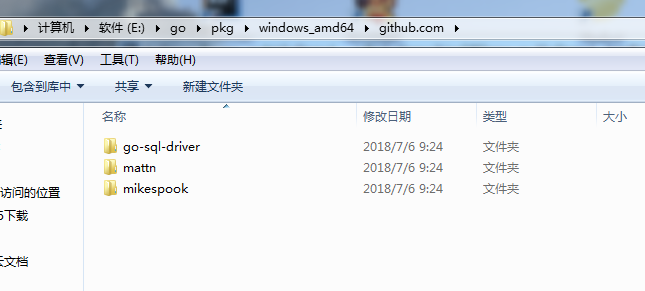 计算机 软件 (E:) go pkg windows_amd64 github.com
编辑(E) 查看(V) 工具(T) 帮助(H)
包含到库中 共享 新建文件夹
名称 修改日期 类型 大小
go-sql-driver 2018/7/6 9:24 文件夹
mattn 2018/7/6 9:24 文件夹
mikespook 2018/7/6 9:24 文件夹
访问的位置
5下载
云文档